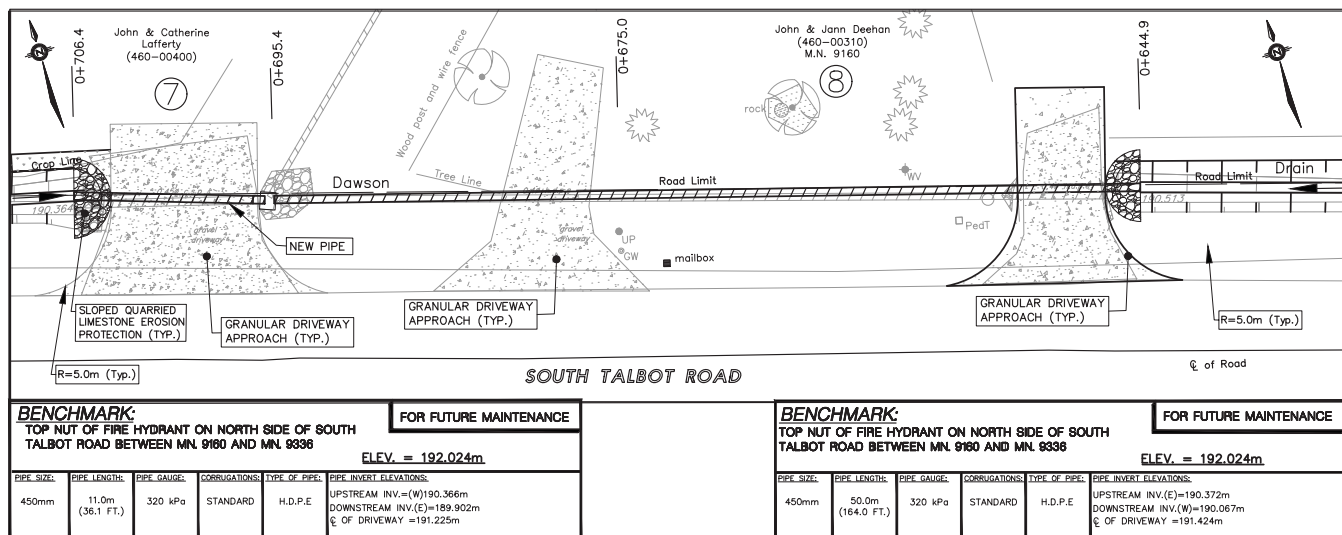 0+706.4
John & Catherine
Lafferty
(460-00400)
7
0+695.4
0+675.0
John & Jann Deehan
(460-00310)
M.N. 9160
8
0+644.9
N
N
Wood post and wire fence
rock
Crop Line
Tree Line
Dawson
Road Limit
WV
Drain
Road Limit
190.364
190.513
gravel
driveway
NEW PIPE
gravel
driveway
UP
GW
mailbox
PedT
SLOPED QUARRIED
LIMESTONE EROSION
PROTECTION (TYP.)
GRANULAR DRIVEWAY
APPROACH (TYP.)
GRANULAR DRIVEWAY
APPROACH (TYP.)
GRANULAR DRIVEWAY
APPROACH (TYP.)
R=5.0m (Typ.)
R=5.0m (Typ.)
SOUTH TALBOT ROAD
℄ of Road
BENCHMARK:
TOP NUT OF FIRE HYDRANT ON NORTH SIDE OF SOUTH
TALBOT ROAD BETWEEN MN. 9160 AND MN. 9336
ELEV. = 192.024m
FOR FUTURE MAINTENANCE
PIPE SIZE: PIPE LENGTH: PIPE GAUGE: CORRUGATIONS: TYPE OF PIPE: PIPE INVERT ELEVATIONS:
450mm 11.0m (36.1 FT.) 320 kPa STANDARD H.D.P.E
UPSTREAM INV.=(W)190.366m
DOWNSTREAM INV.(E)=189.902m
℄ OF DRIVEWAY =191.225m
BENCHMARK:
TOP NUT OF FIRE HYDRANT ON NORTH SIDE OF SOUTH
TALBOT ROAD BETWEEN MN. 9160 AND MN. 9336
ELEV. = 192.024m
FOR FUTURE MAINTENANCE
PIPE SIZE: PIPE LENGTH: PIPE GAUGE: CORRUGATIONS: TYPE OF PIPE: PIPE INVERT ELEVATIONS:
450mm 50.0m (164.0 FT.) 320 kPa STANDARD H.D.P.E
UPSTREAM INV.(E)=190.372m
DOWNSTREAM INV.(W)=190.067m
℄ OF DRIVEWAY =191.424m